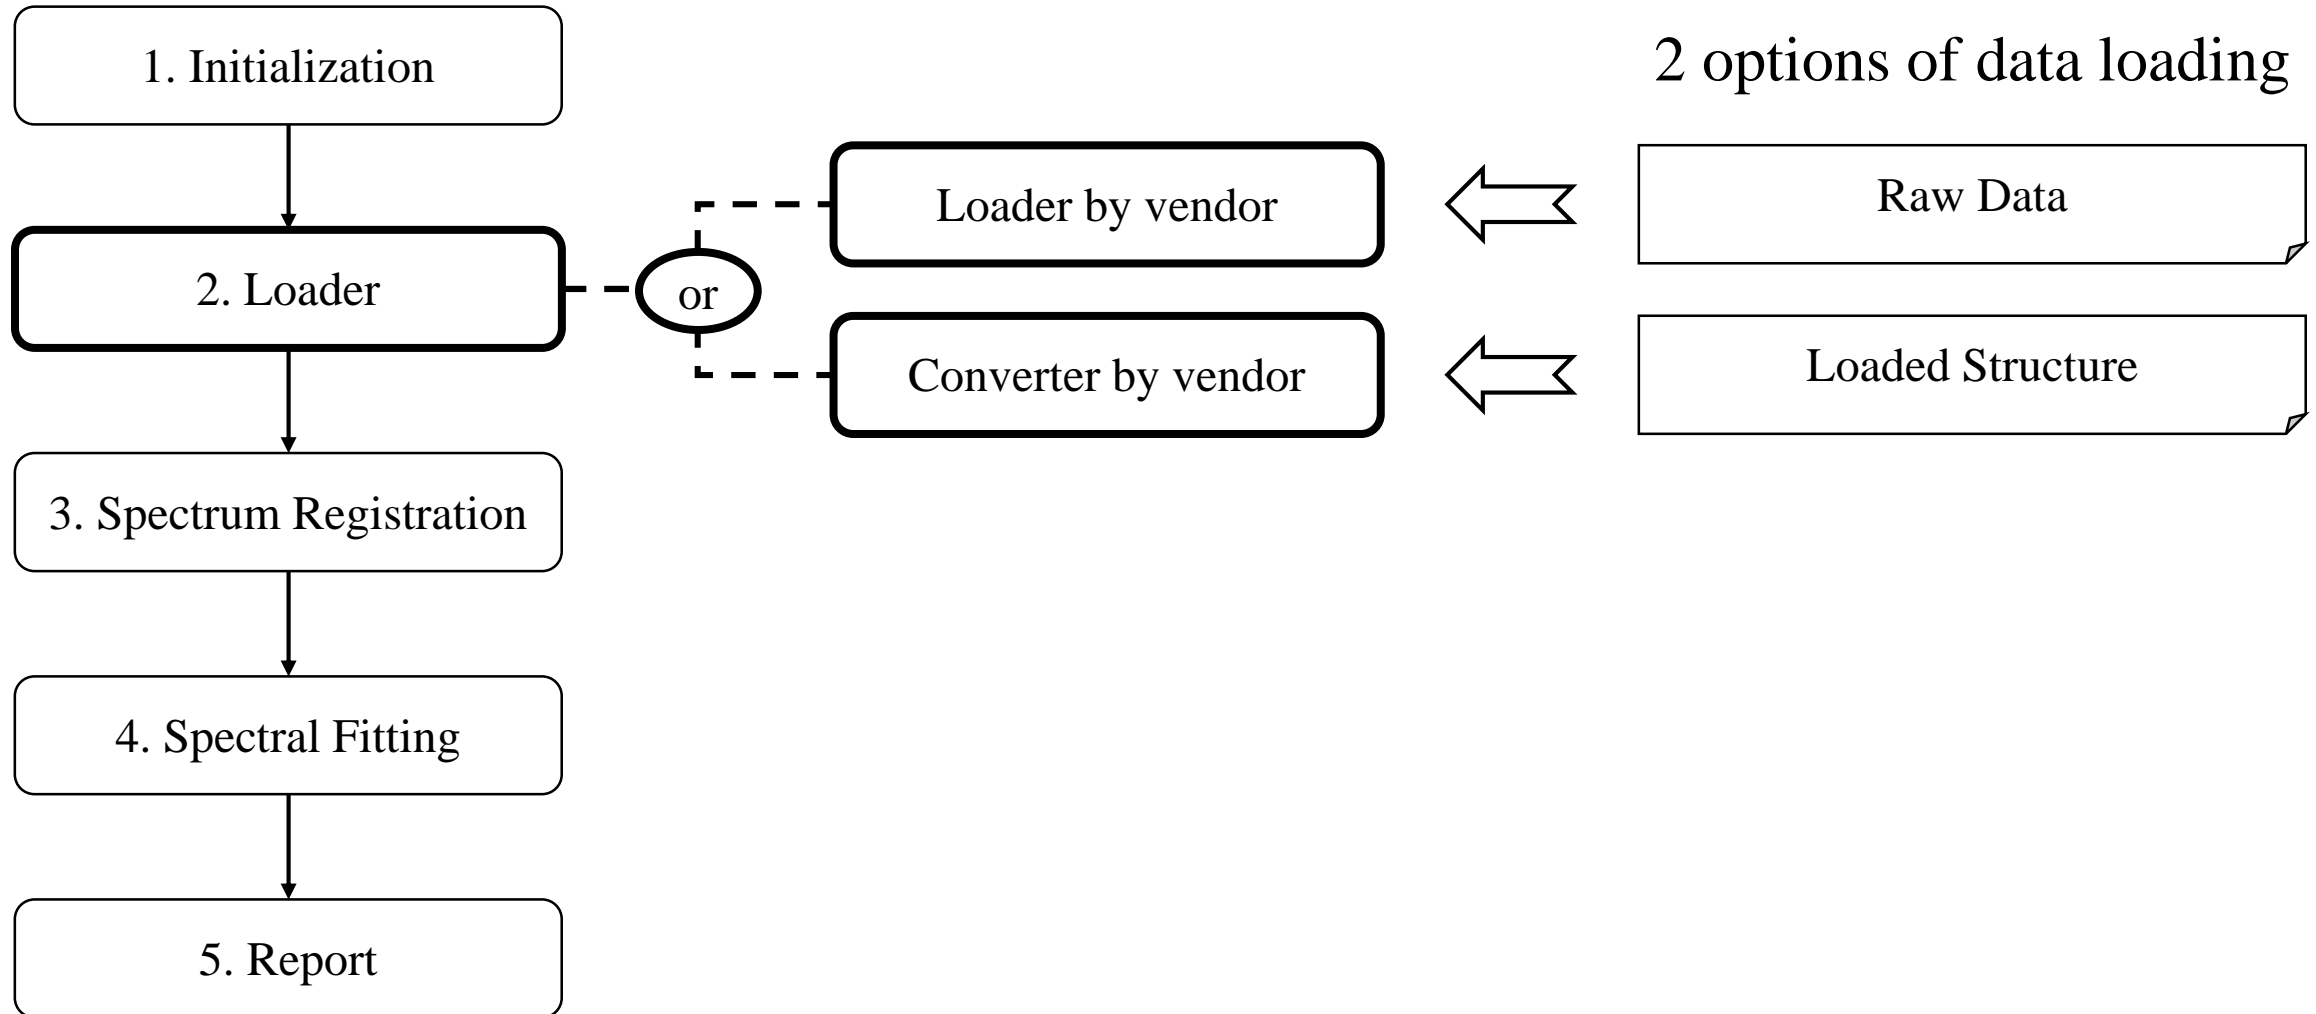 1. Initialization
2 options of data loading
Loader by vendor
Raw Data
2. Loader
or
Converter by vendor
Loaded Structure
3. Spectrum Registration
4. Spectral Fitting
5. Report